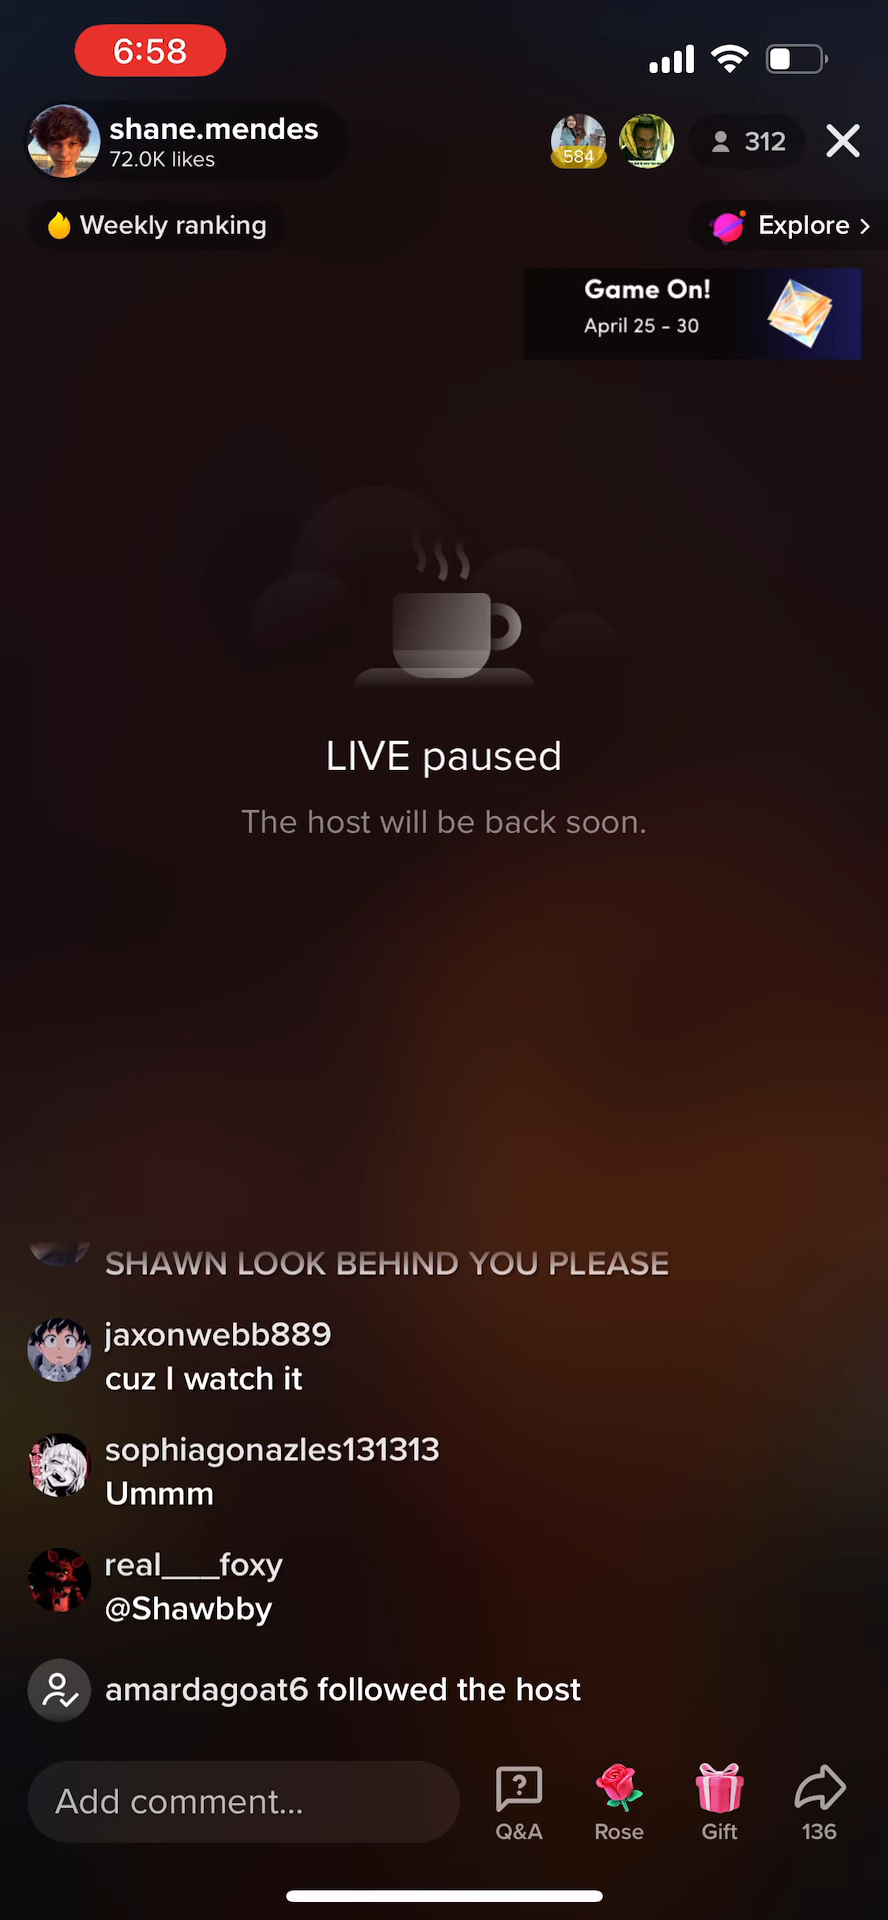 6:58
shane.mendes
72.0K likes
584
312
Weekly ranking
Explore >
Game On!
April 25 - 30
LIVE paused
The host will be back soon.
SHAWN LOOK BEHIND YOU PLEASE
jaxonwebb889
cuz I watch it
sophiagonazles131313
Ummm
real___foxy
@Shawbby
amardagoat6 followed the host
Add comment...
Q&A
Rose
Gift
136